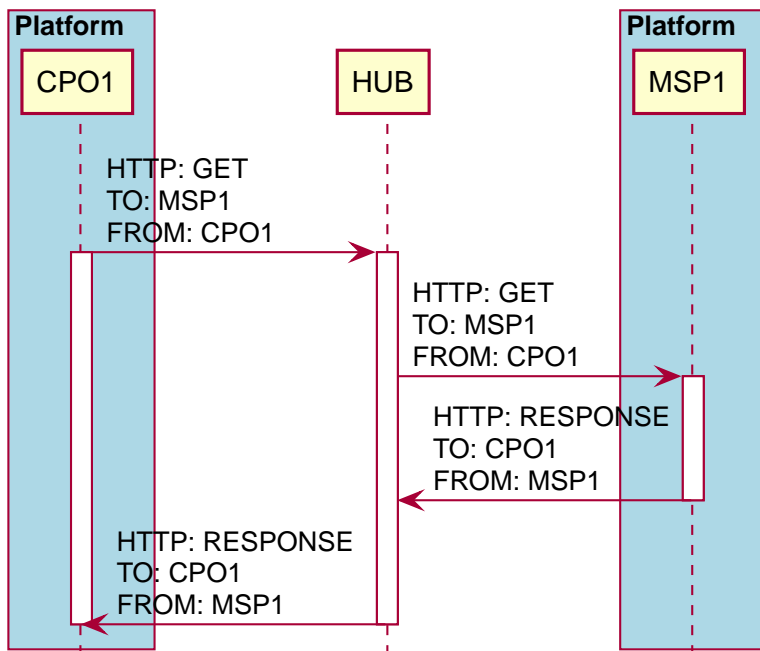 Platform
Platform
CPO1
HUB
MSP1
HTTP: GET
TO: MSP1
FROM: CPO1
HTTP: GET
TO: MSP1
FROM: CPO1
HTTP: RESPONSE
TO: CPO1
FROM: MSP1
HTTP: RESPONSE
TO: CPO1
FROM: MSP1